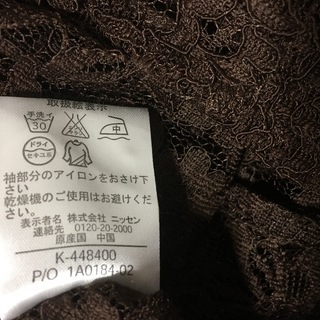 取扱絵表示
手洗イ
30
中
ドライ
セキユ系
袖部分のアイロンをおさけ下
さい
乾燥機のご使用はお避けくだ
さい
表示者名 株式会社 ニッセン
連絡先 0120-20-2000
原産国 中国
K-448400
P/O 1A0184-02